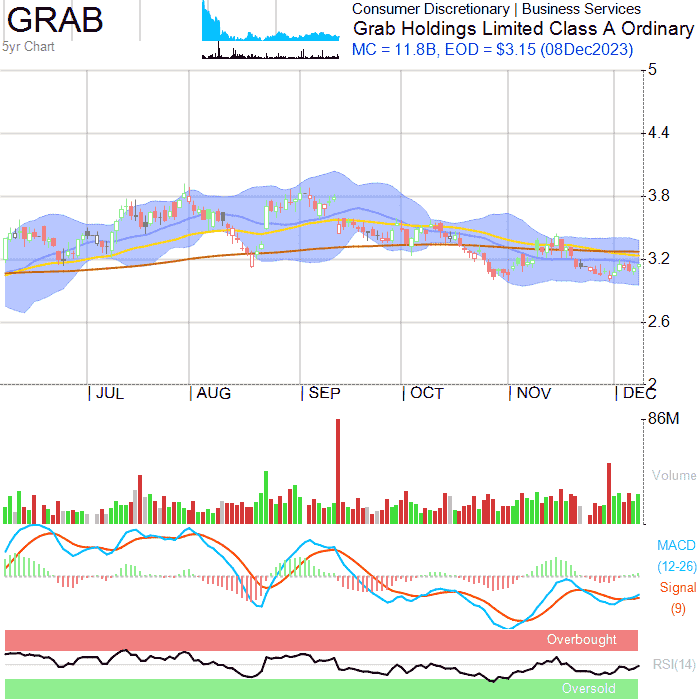 GRAB
5yr Chart
Consumer Discretionary | Business Services
Grab Holdings Limited Class A Ordinary
MC = 11.8B, EOD = $3.15 (08Dec2023)
5
4.4
3.8
3.2
2.6
2
JUL
AUG
SEP
OCT
NOV
DEC
86M
Volume
MACD
(12-26)
Signal
(9)
Overbought
RSI(14)
Oversold